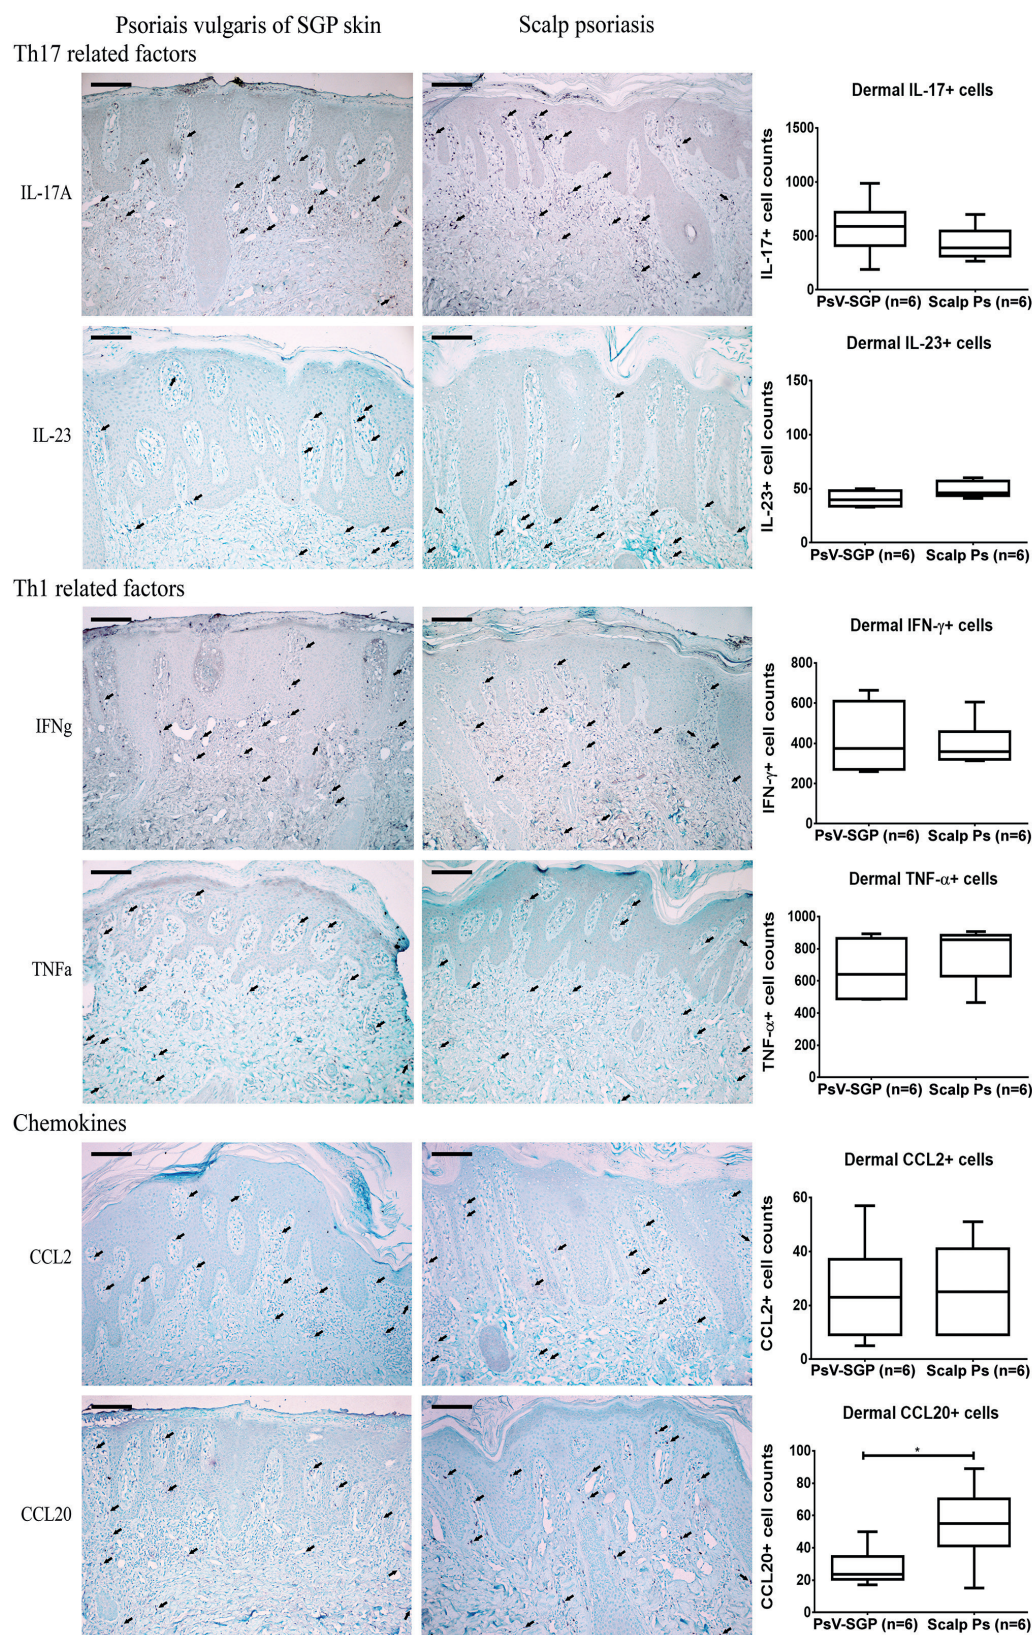 Psoriais vulgaris of SGP skin
Scalp psoriasis
Th17 related factors
IL-17A
Dermal IL-17+ cells
IL-17+ cell counts
1500
1000
500
0
PsV-SGP (n=6) Scalp Ps (n=6)
IL-23
Dermal IL-23+ cells
IL-23+ cell counts
150
100
50
0
PsV-SGP (n=6) Scalp Ps (n=6)
Th1 related factors
IFNg
Dermal IFN-γ+ cells
IFN-γ+ cell counts
800
600
400
200
0
PsV-SGP (n=6) Scalp Ps (n=6)
TNFa
Dermal TNF-α+ cells
TNF-α+ cell counts
1000
800
600
400
200
0
PsV-SGP (n=6) Scalp Ps (n=6)
Chemokines
CCL2
Dermal CCL2+ cells
CCL2+ cell counts
60
40
20
0
PsV-SGP (n=6) Scalp Ps (n=6)
CCL20
Dermal CCL20+ cells
CCL20+ cell counts
100
80
60
40
20
0
*
PsV-SGP (n=6) Scalp Ps (n=6)